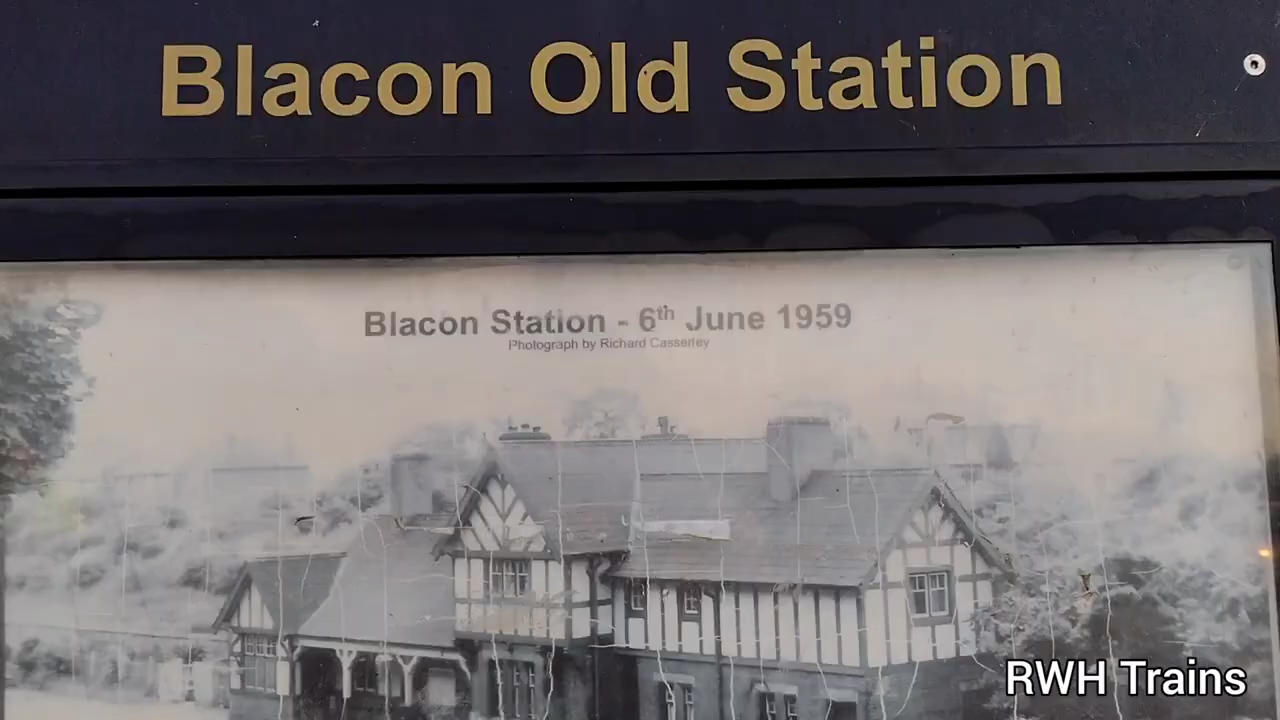 Blacon Old Station
Blacon Station - 6th June 1959
Photograph by Richard Casserley
RWH Trains